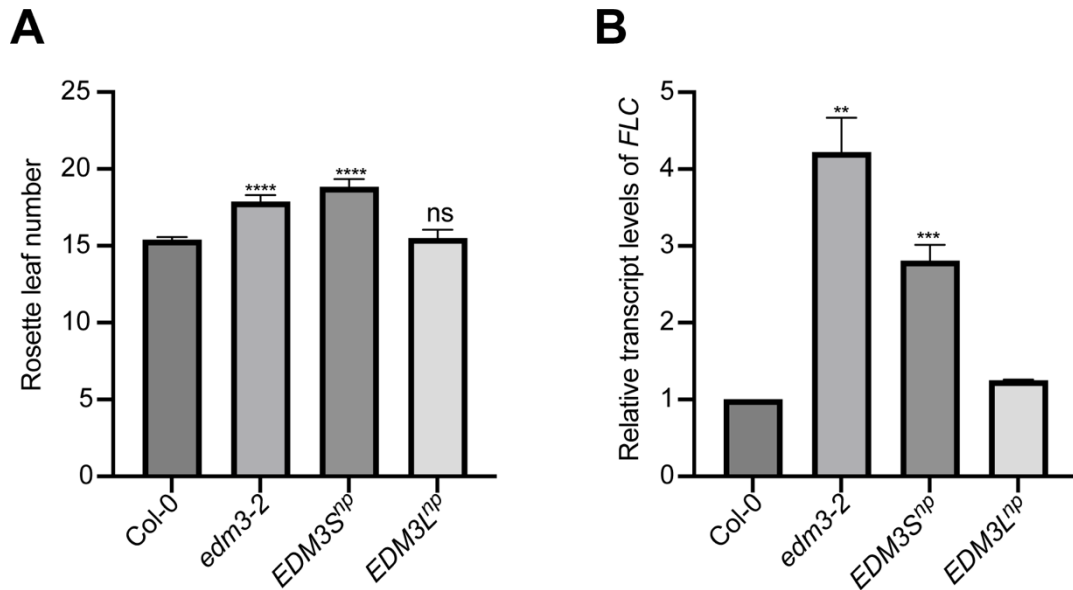 A
Rosette leaf number
25
20
15
10
5
0
****
****
ns
Col-0
edm3-2
EDM3S^np
EDM3L^np
B
Relative transcript levels of FLC
5
4
3
2
1
0
**
***
Col-0
edm3-2
EDM3S^np
EDM3L^np